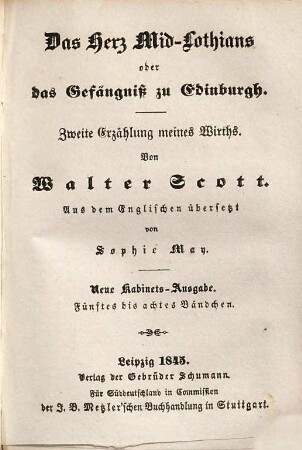 Das Herz Mid-Lothians
oder
das Gefängniß zu Edinburgh.
Zweite Erzählung meines Wirths.
Von
Walter Scott.
Aus dem Englischen übersetzt
von
Sophie May.
Neue Kabinets-Ausgabe.
Fünftes bis achtes Bändchen.
Leipzig 1845.
Verlag der Gebrüder Schumann.
Für Süddeutschland in Commission
der J. B. Metzler'schen Buchhandlung in Stuttgart.